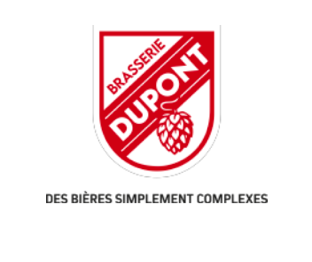 BRASSERIE
DUPONT
DES BIÈRES SIMPLEMENT COMPLEXES